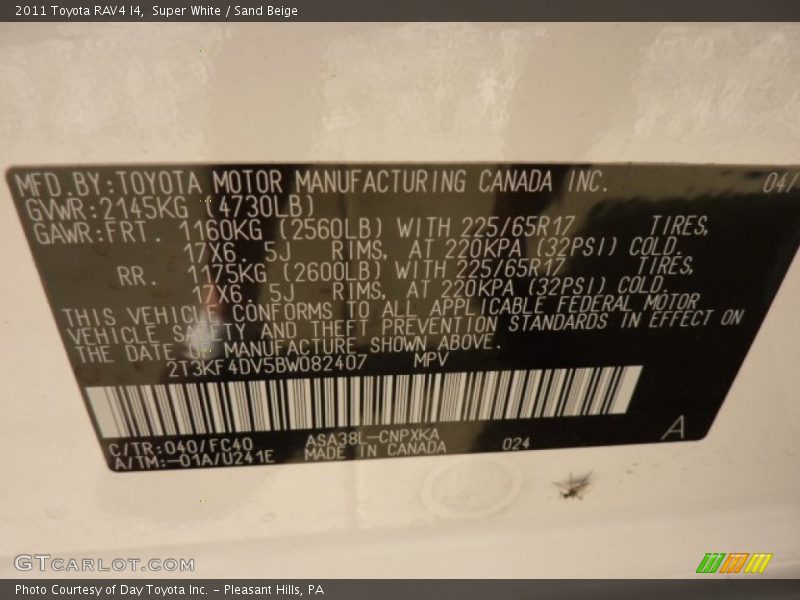 2011 Toyota RAV4 I4, Super White / Sand Beige
MFD.BY:TOYOTA MOTOR MANUFACTURING CANADA INC. 04/
GVWR:2145KG (4730LB)
GAWR:FRT. 1160KG (2560LB) WITH 225/65R17 TIRES,
17X6.5J RIMS, AT 220KPA (32PSI) COLD.
RR. 1175KG (2600LB) WITH 225/65R17 TIRES,
17X6.5J RIMS, AT 220KPA (32PSI) COLD.
THIS VEHICLE CONFORMS TO ALL APPLICABLE FEDERAL MOTOR
VEHICLE SAFETY AND THEFT PREVENTION STANDARDS IN EFFECT ON
THE DATE OF MANUFACTURE SHOWN ABOVE.
2T3KF4DV5BW082407 MPV
C/TR:040/FC40 ASA38L-CNPXKA 024 A
A/TM:-01A/U241E MADE IN CANADA
GTCARLOT.COM
Photo Courtesy of Day Toyota Inc. - Pleasant Hills, PA